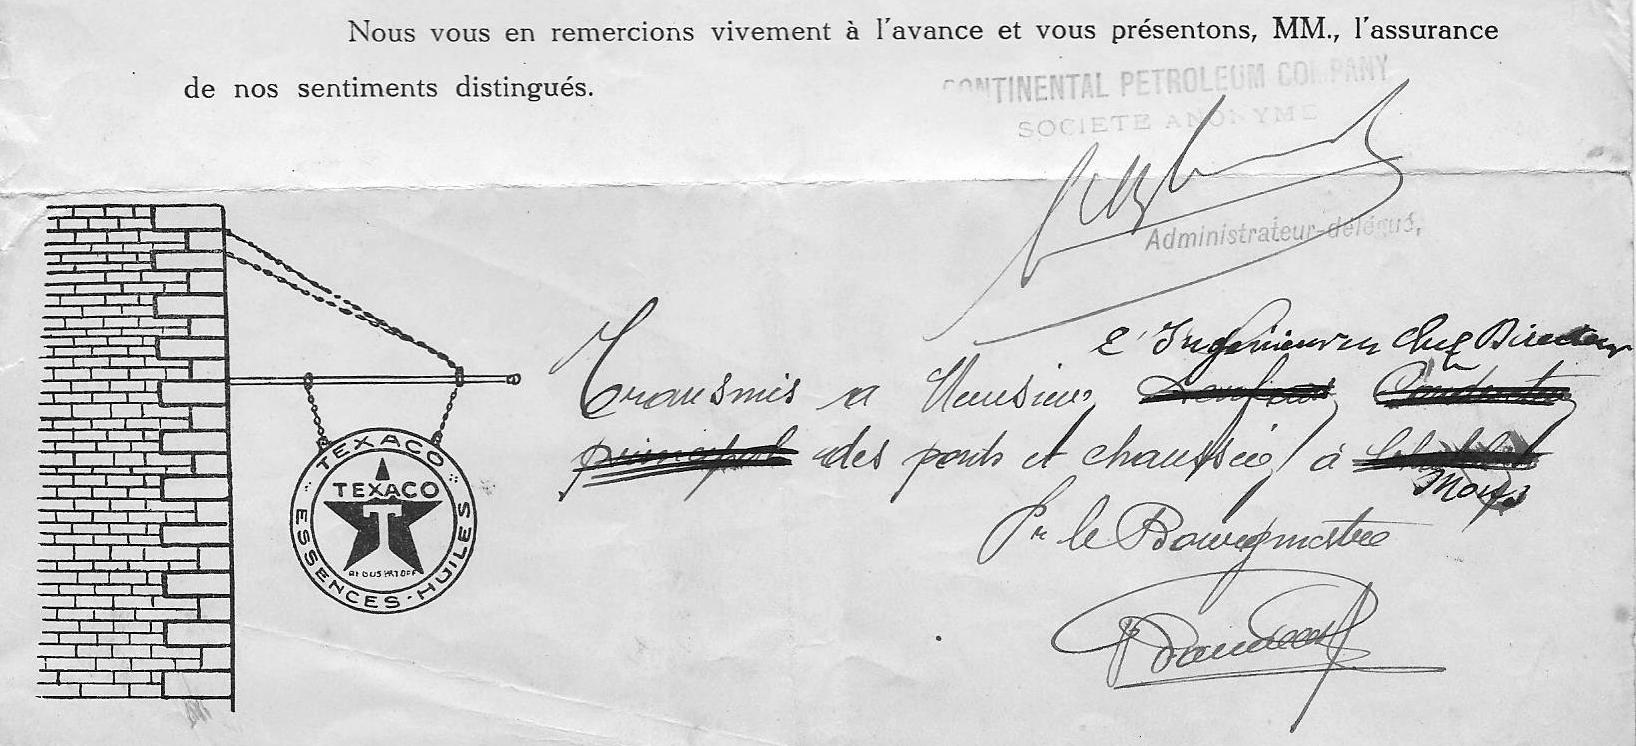 Nous vous en remercions vivement à l'avance et vous présentons, MM., l'assurance
de nos sentiments distingués.
CONTINENTAL PETROLEUM COMPANY
SOCIETE ANONYME
Administrateur-délégué,
L'Ingénieur en Chef Directeur
Transmis a Monsieur
principal des ponts et chaussées à
Mons
Pr le Bourgmestre
TEXACO
TEXACO
T
ESSENCES-HUILES